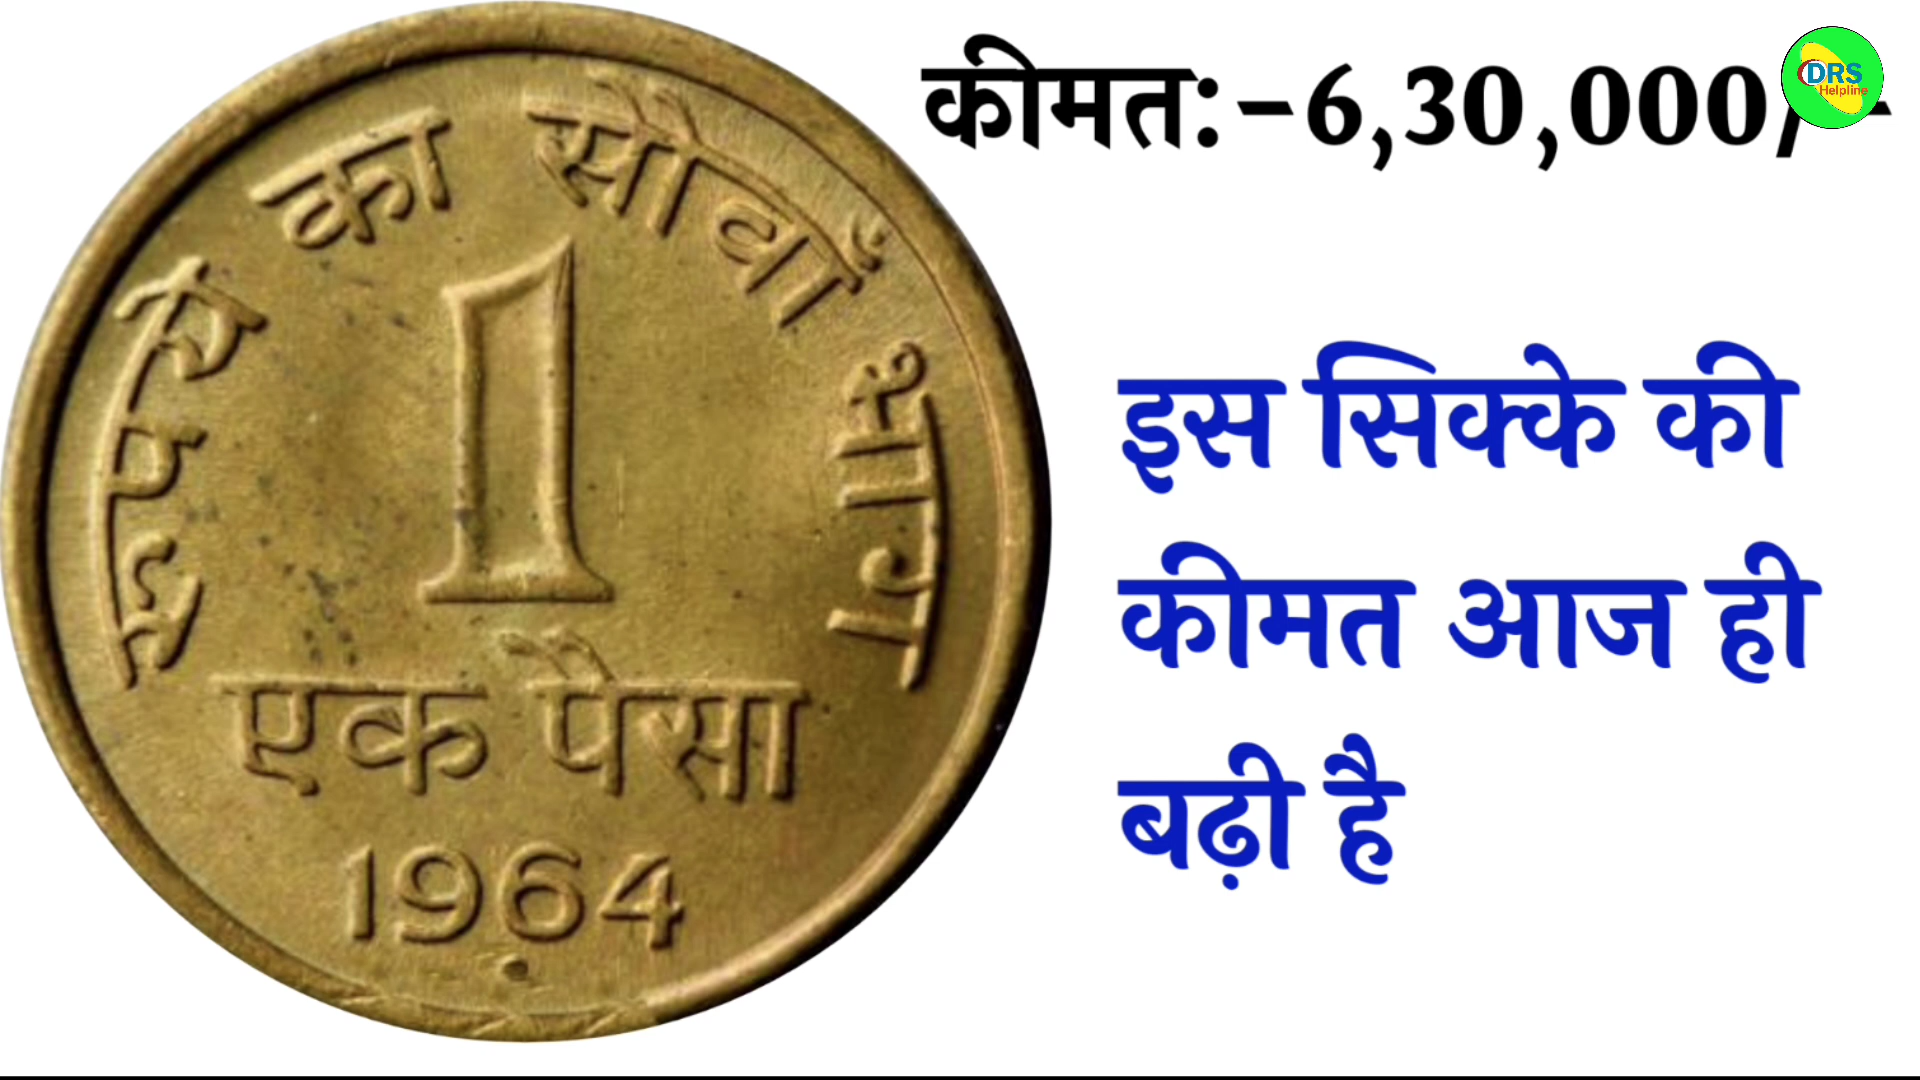 रुपये का सौवाँ भाग
1
एक पैसा
1964
कीमत:-6,30,000/-
DRS
Helpline
इस सिक्के की
कीमत आज ही
बढ़ी है